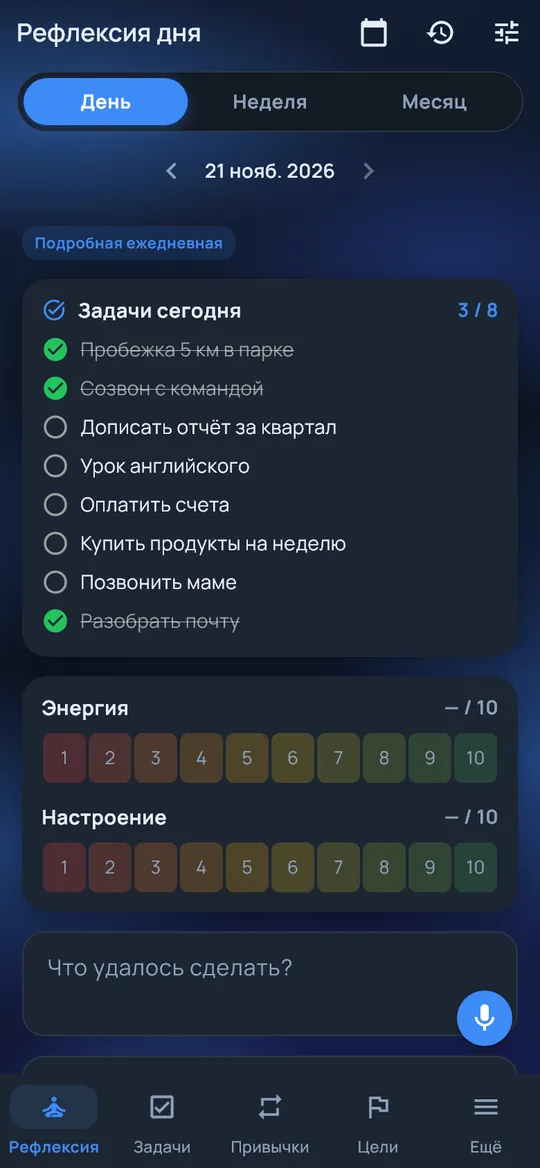 Рефлексия дня
День Неделя Месяц
21 нояб. 2026
Подробная ежедневная
Задачи сегодня 3 / 8
Пробежка 5 км в парке
Созвон с командой
Дописать отчёт за квартал
Урок английского
Оплатить счета
Купить продукты на неделю
Позвонить маме
Разобрать почту
Энергия — / 10
1 2 3 4 5 6 7 8 9 10
Настроение — / 10
1 2 3 4 5 6 7 8 9 10
Что удалось сделать?
Рефлексия Задачи Привычки Цели Ещё